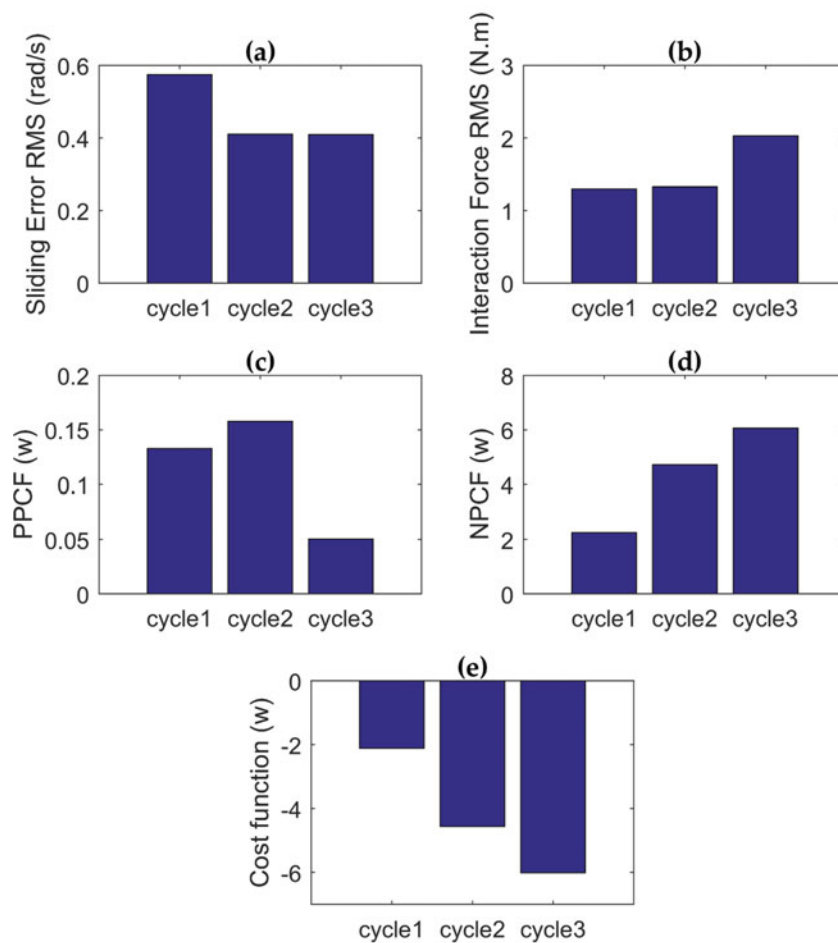 (a)
Sliding Error RMS (rad/s)
0.6
0.4
0.2
0
cycle1 cycle2 cycle3
(b)
Interaction Force RMS (N.m)
3
2
1
0
cycle1 cycle2 cycle3
(c)
PPCF (w)
0.2
0.15
0.1
0.05
0
cycle1 cycle2 cycle3
(d)
NPCF (w)
8
6
4
2
0
cycle1 cycle2 cycle3
(e)
Cost function (w)
0
-2
-4
-6
cycle1 cycle2 cycle3